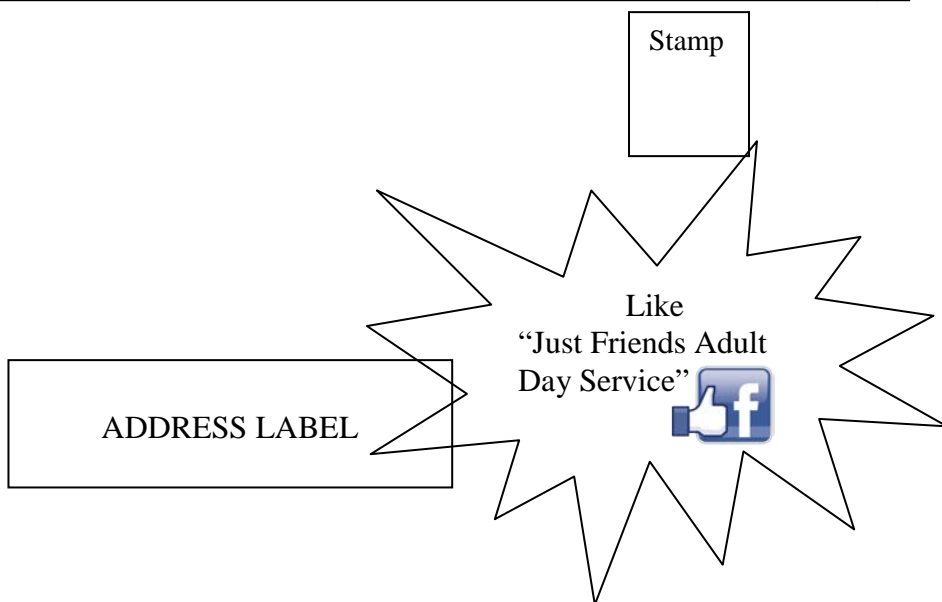 Stamp
Like
“Just Friends Adult
Day Service”
ADDRESS LABEL